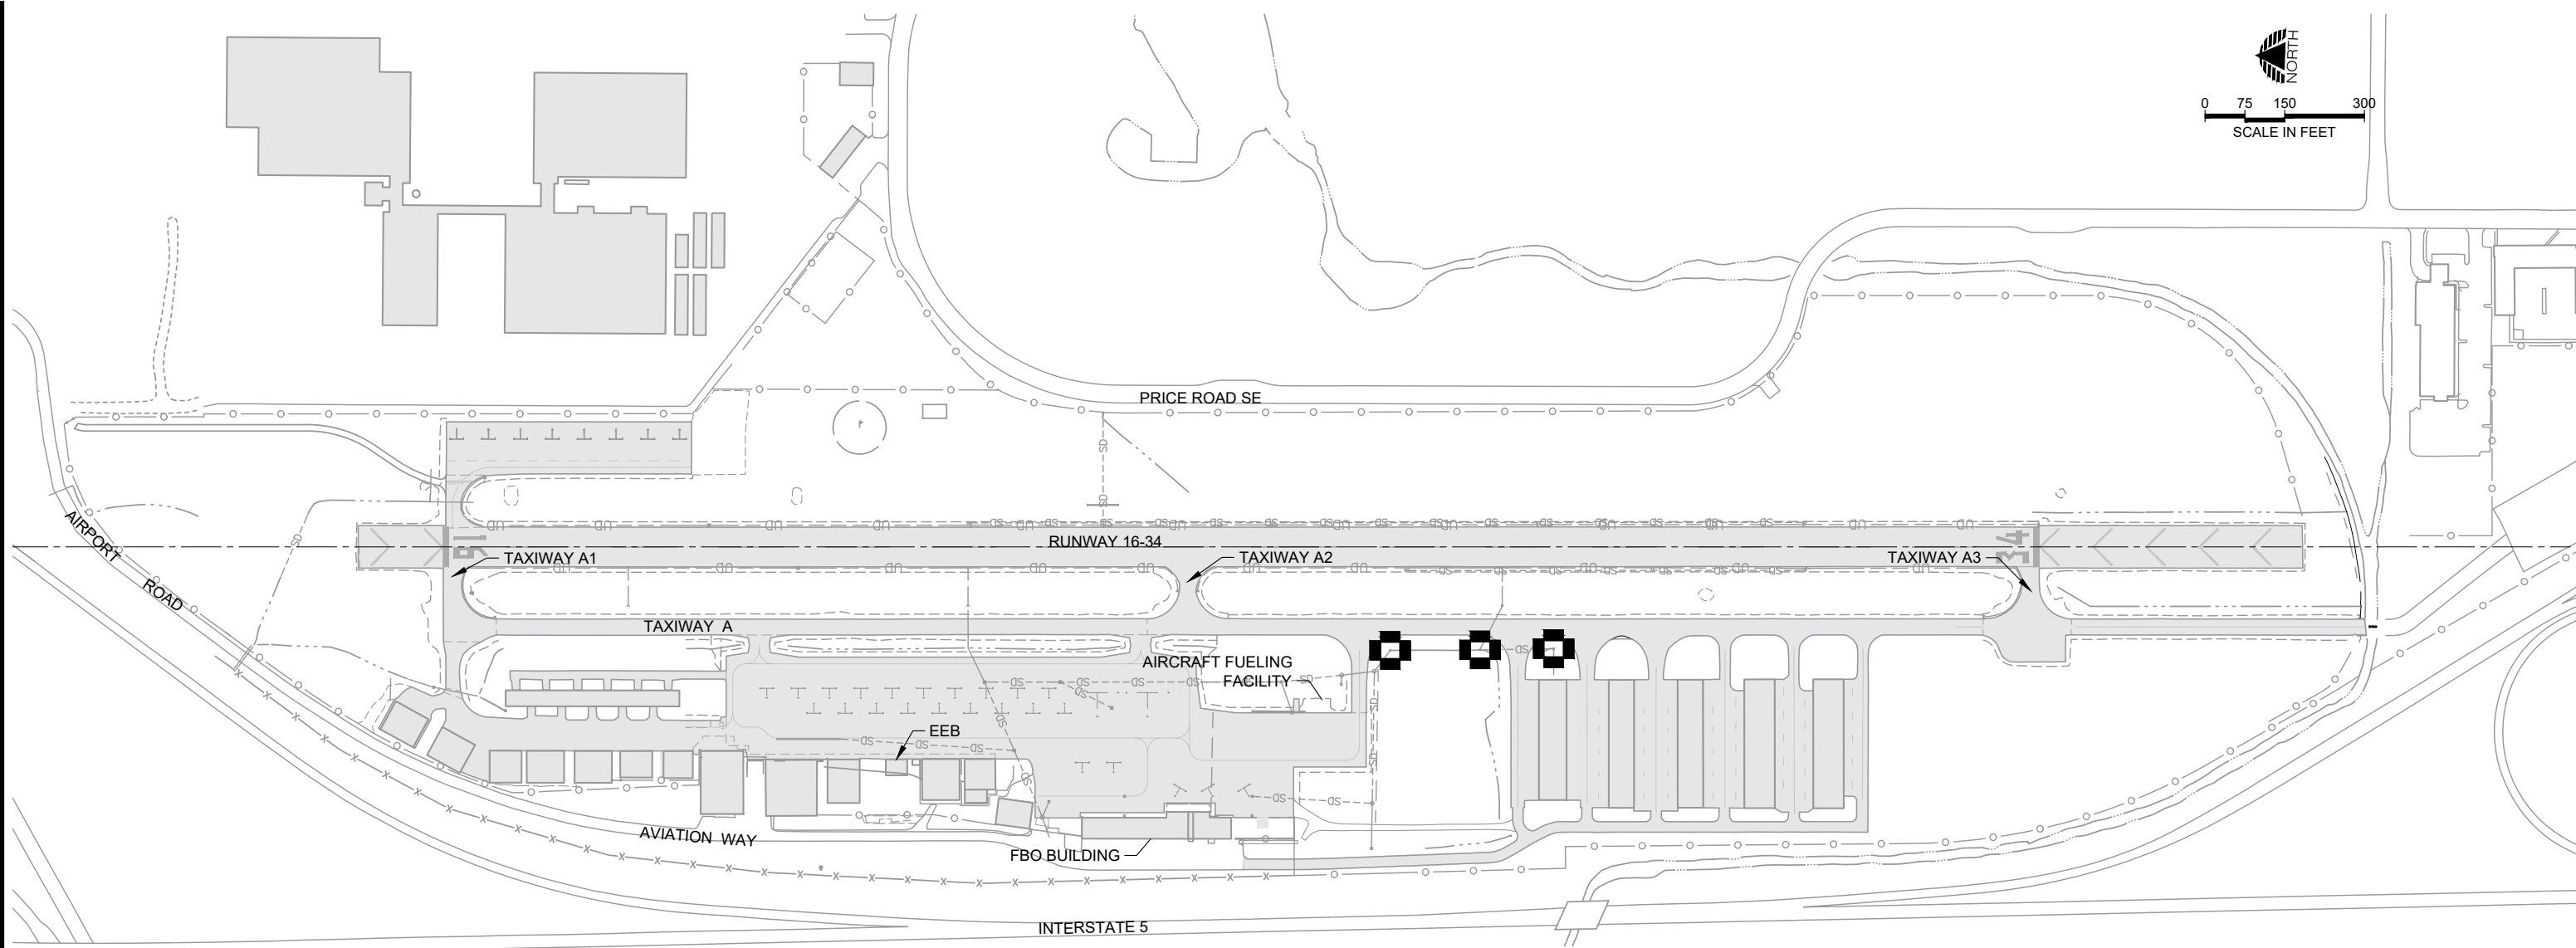 NORTH
0 75 150 300
SCALE IN FEET
PRICE ROAD SE
AIRPORT
ROAD
16
RUNWAY 16-34
34
TAXIWAY A1
TAXIWAY A2
TAXIWAY A3
TAXIWAY A
AIRCRAFT FUELING
FACILITY
EEB
AVIATION WAY
FBO BUILDING
INTERSTATE 5